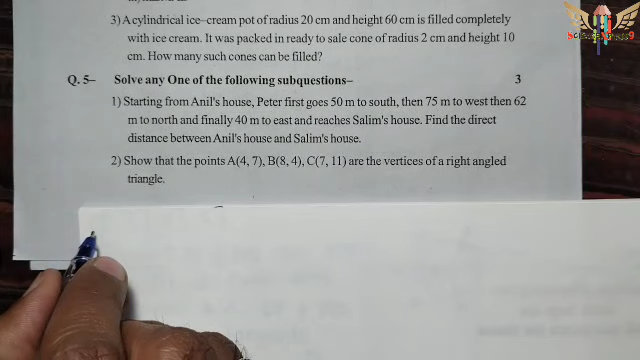 3) A cylindrical ice–cream pot of radius 20 cm and height 60 cm is filled completely
with ice cream. It was packed in ready to sale cone of radius 2 cm and height 10
cm. How many such cones can be filled?
Q. 5– Solve any One of the following subquestions– 3
1) Starting from Anil's house, Peter first goes 50 m to south, then 75 m to west then 62
m to north and finally 40 m to east and reaches Salim's house. Find the direct
distance between Anil's house and Salim's house.
2) Show that the points A(4, 7), B(8, 4), C(7, 11) are the vertices of a right angled
triangle.